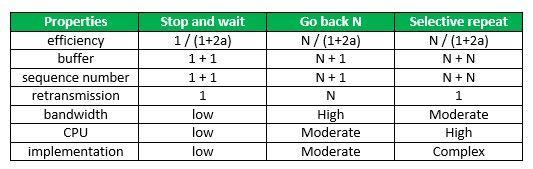 Properties Stop and wait Go back N Selective repeat
efficiency 1 / (1+2a) N / (1+2a) N / (1+2a)
buffer 1 + 1 N + 1 N + N
sequence number 1 + 1 N + 1 N + N
retransmission 1 N 1
bandwidth low High Moderate
CPU low Moderate High
implementation low Moderate Complex